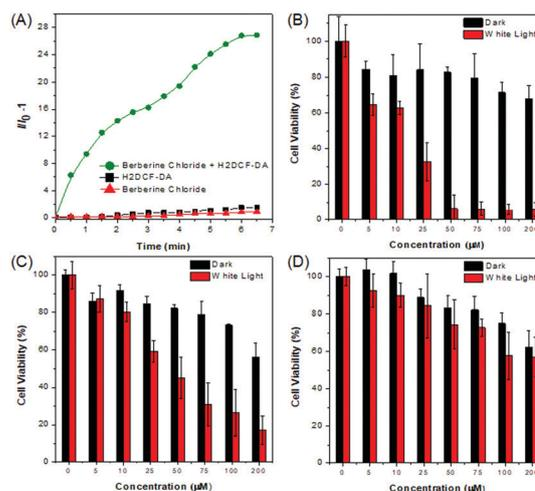 (A)
28
24
20
16
12
8
4
0
I/I0 -1
Berberine Chloride + H2DCF-DA
H2DCF-DA
Berberine Chloride
0 1 2 3 4 5 6 7
Time (min)
(B)
Dark
White Light
100
80
60
40
20
0
Cell Viability (%)
0 5 10 25 50 75 100 200
Concentration (µM)
(C)
Dark
White Light
100
80
60
40
20
0
Cell Viability (%)
0 5 10 25 50 75 100 200
Concentration (µM)
(D)
Dark
White Light
100
80
60
40
20
0
Cell Viability (%)
0 5 10 25 50 75 100 200
Concentration (µM)